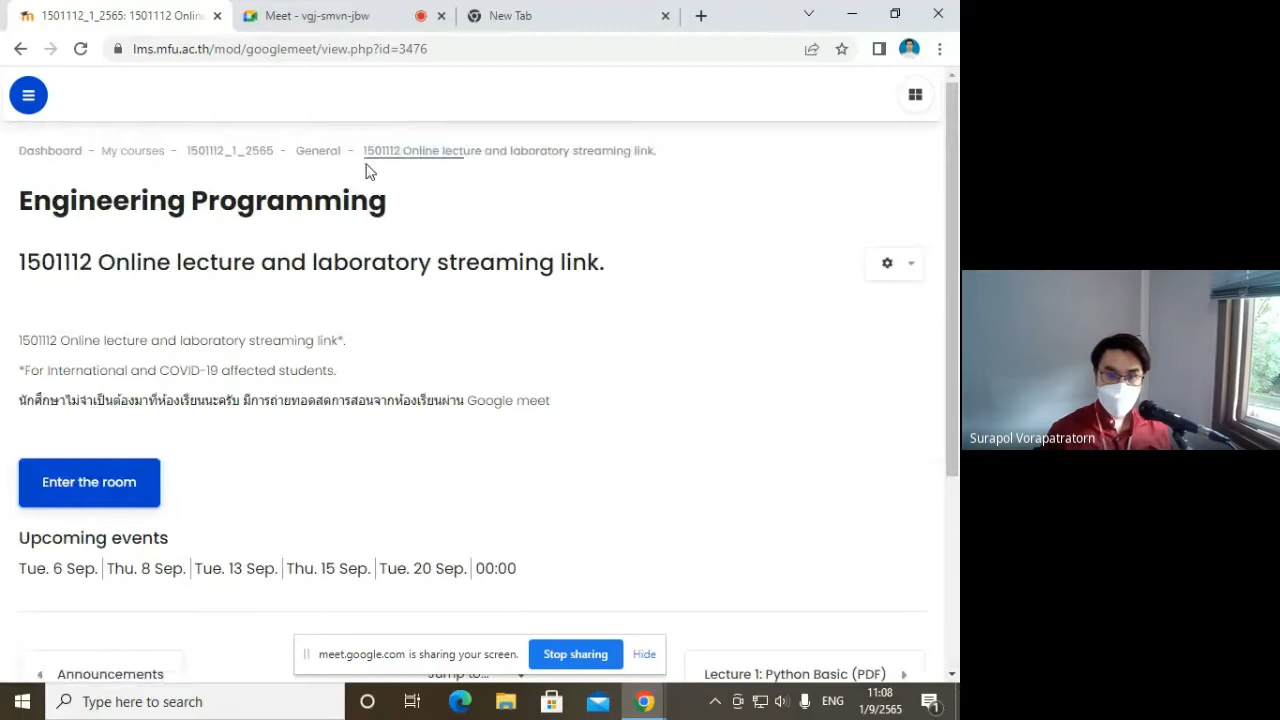 1501112_1_2565: 1501112 Onlin
Meet - vgj-smvn-jbw
New Tab
lms.mfu.ac.th/mod/googlemeet/view.php?id=3476
Dashboard - My courses - 1501112_1_2565 - General - 1501112 Online lecture and laboratory streaming link.
Engineering Programming
1501112 Online lecture and laboratory streaming link.
1501112 Online lecture and laboratory streaming link*.
*For International and COVID-19 affected students.
นักศึกษาไม่จำเป็นต้องมาที่ห้องเรียนนะครับ มีการถ่ายทอดสดการสอนจากห้องเรียนผ่าน Google meet
Surapol Vorapatratorn
Enter the room
Upcoming events
Tue. 6 Sep. Thu. 8 Sep. Tue. 13 Sep. Thu. 15 Sep. Tue. 20 Sep. 00:00
meet.google.com is sharing your screen. Stop sharing Hide
Announcements
Jump to...
Lecture 1: Python Basic (PDF)
Type here to search
ENG
11:08
1/9/2565
1